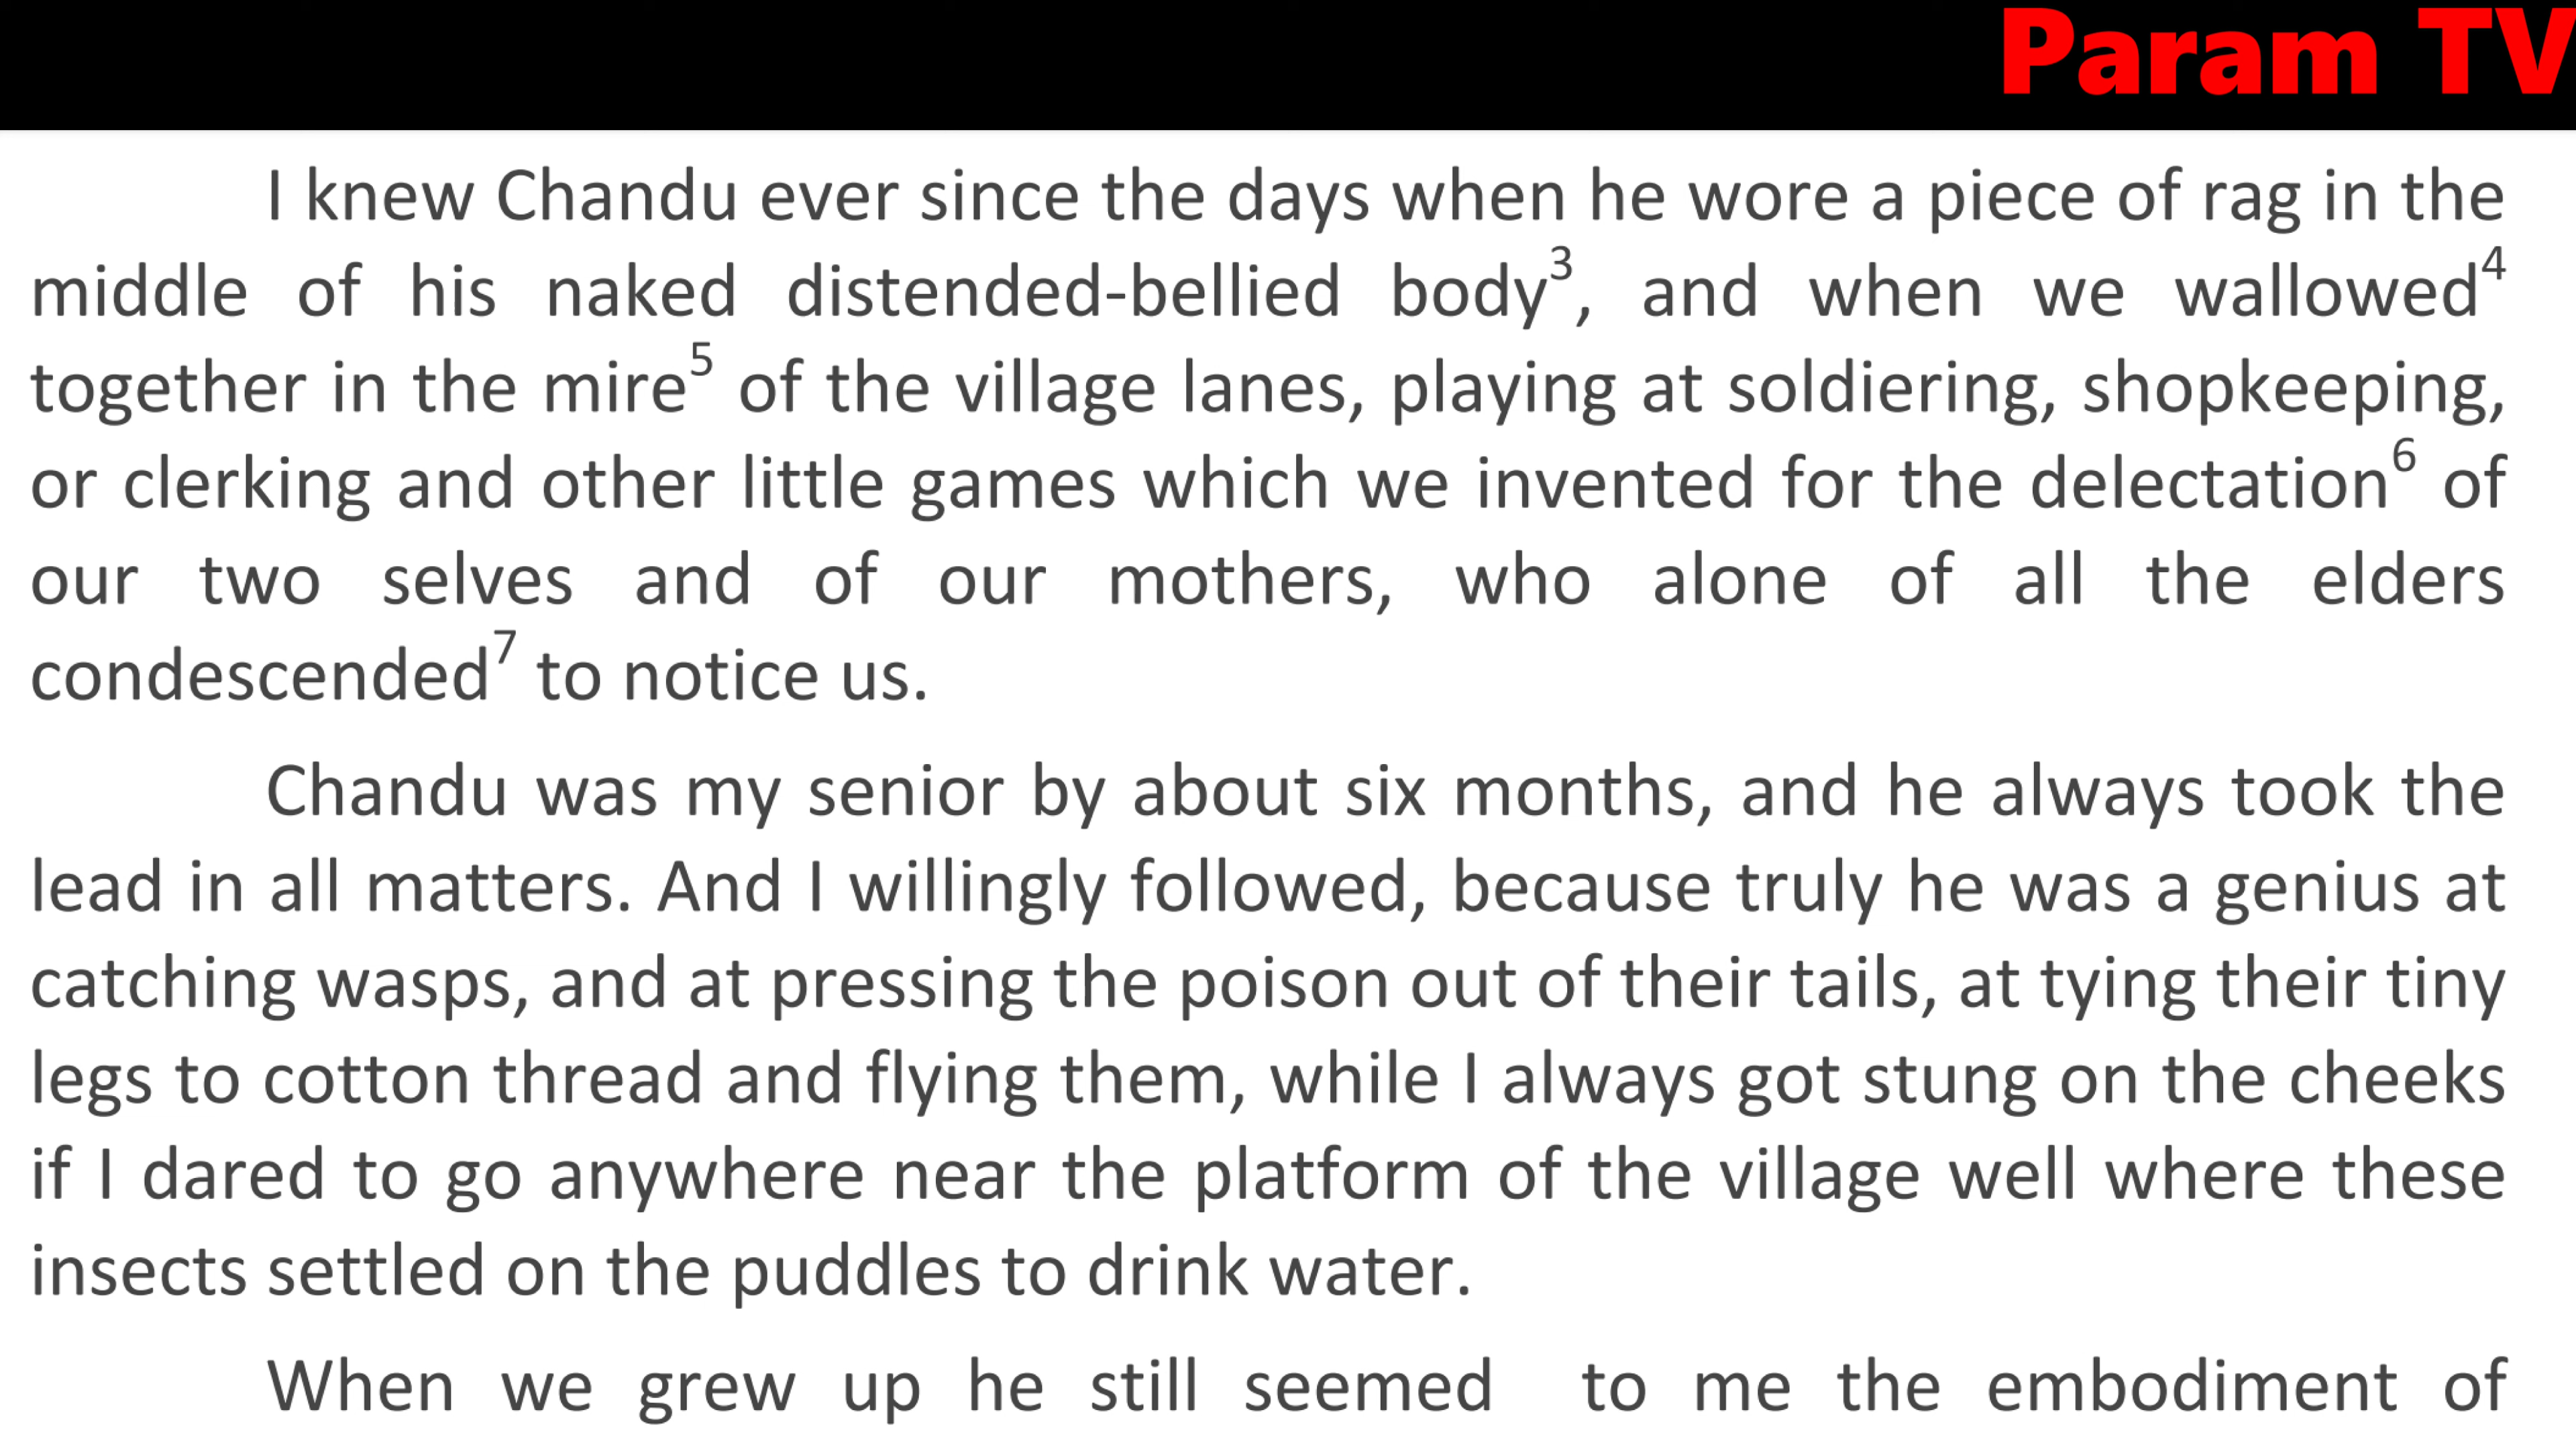 Param TV
I knew Chandu ever since the days when he wore a piece of rag in the
middle of his naked distended-bellied body³, and when we wallowed⁴
together in the mire⁵ of the village lanes, playing at soldiering, shopkeeping,
or clerking and other little games which we invented for the delectation⁶ of
our two selves and of our mothers, who alone of all the elders
condescended⁷ to notice us.
Chandu was my senior by about six months, and he always took the
lead in all matters. And I willingly followed, because truly he was a genius at
catching wasps, and at pressing the poison out of their tails, at tying their tiny
legs to cotton thread and flying them, while I always got stung on the cheeks
if I dared to go anywhere near the platform of the village well where these
insects settled on the puddles to drink water.
When we grew up he still seemed to me the embodiment of